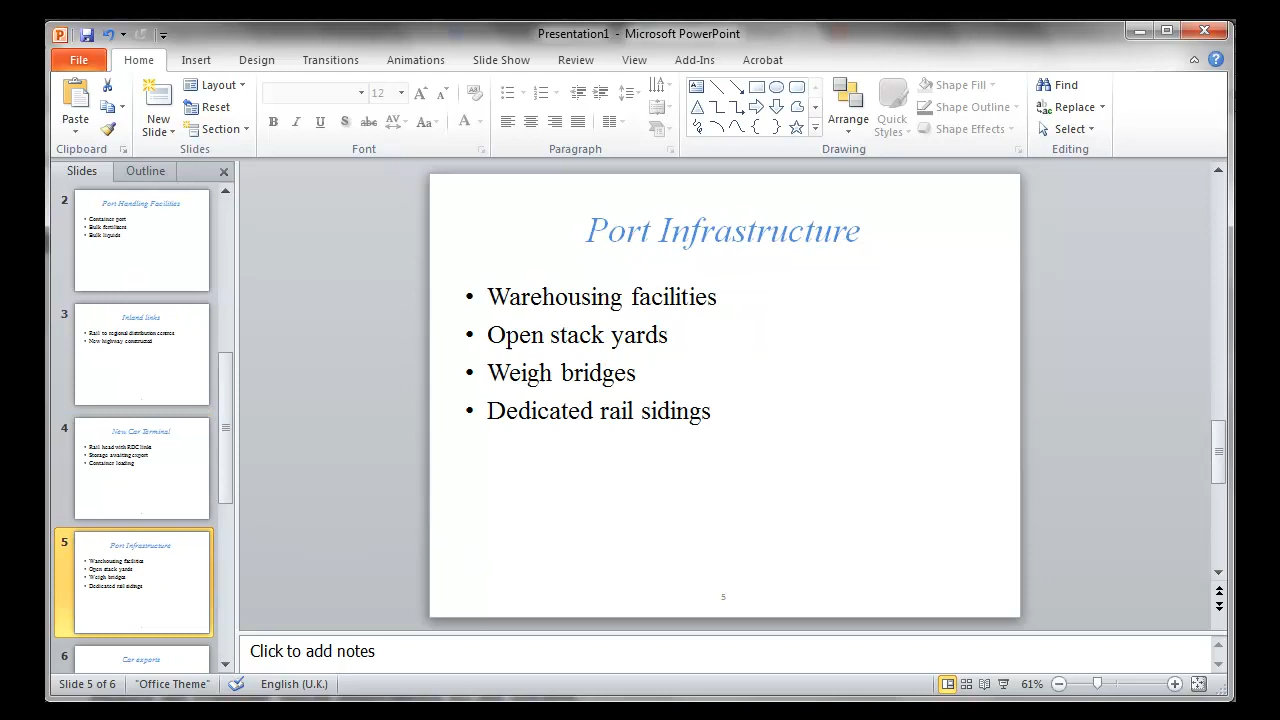 Presentation1 - Microsoft PowerPoint
File Home Insert Design Transitions Animations Slide Show Review View Add-Ins Acrobat
Paste
Clipboard
New Slide
Layout
Reset
Section
Slides
12
B I U S abc AV Aa A
Font
Paragraph
Arrange
Quick Styles
Shape Fill
Shape Outline
Shape Effects
Drawing
Find
Replace
Select
Editing
Slides Outline
2
Port Handling Facilities
• Container port
• Bulk fertilisers
• Bulk liquids
3
Inland links
• Rail to regional distribution centres
• New highway constructed
4
New Car Terminal
• Rail head with RDC links
• Storage awaiting export
• Container loading
5
Port Infrastructure
• Warehousing facilities
• Open stack yards
• Weigh bridges
• Dedicated rail sidings
6
Car exports
Port Infrastructure
• Warehousing facilities
• Open stack yards
• Weigh bridges
• Dedicated rail sidings
5
Click to add notes
Slide 5 of 6 "Office Theme" English (U.K.) 61%